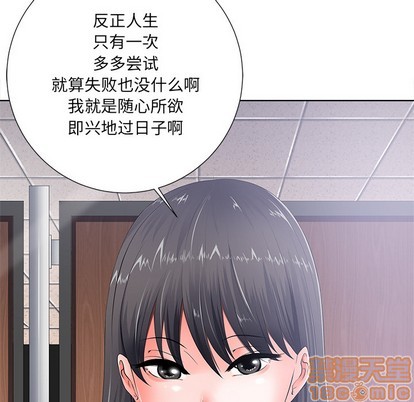 反正人生
只有一次
多多尝试
就算失败也没什么啊
我就是随心所欲
即兴地过日子啊